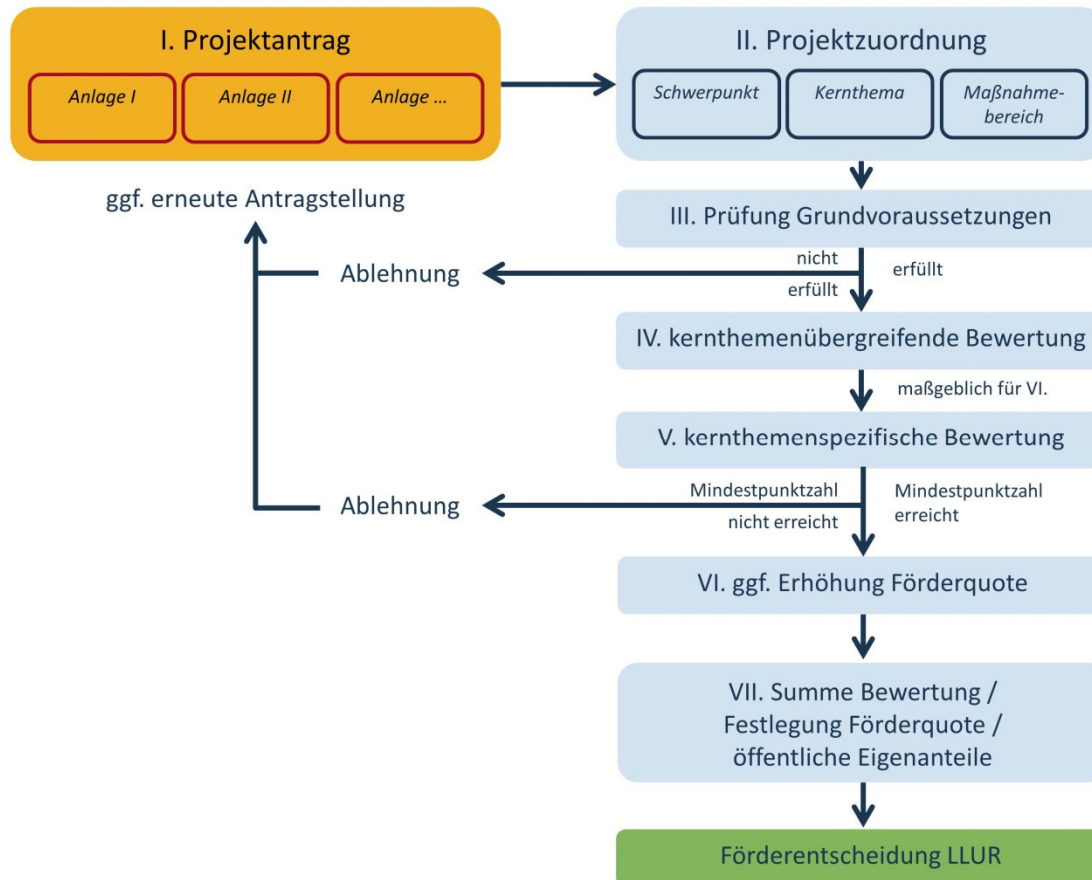 I. Projektantrag
Anlage I
Anlage II
Anlage ...
II. Projektzuordnung
Schwerpunkt
Kernthema
Maßnahme-
bereich
ggf. erneute Antragstellung
III. Prüfung Grundvoraussetzungen
Ablehnung
nicht
erfüllt
erfüllt
IV. kernthemenübergreifende Bewertung
maßgeblich für VI.
V. kernthemenspezifische Bewertung
Ablehnung
Mindestpunktzahl
nicht erreicht
Mindestpunktzahl
erreicht
VI. ggf. Erhöhung Förderquote
VII. Summe Bewertung /
Festlegung Förderquote /
öffentliche Eigenanteile
Förderentscheidung LLUR